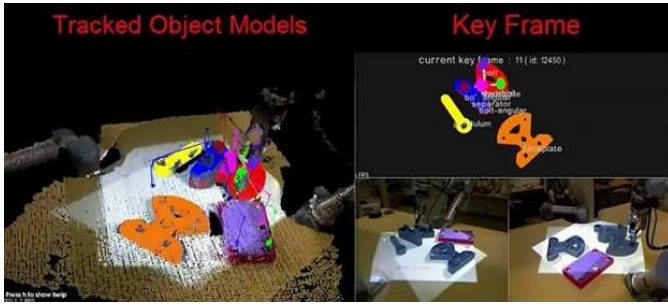 Tracked Object Models
Key Frame
current key frame : 11 ( id: 12450 )
bolt
separator
bolt-angular
faceplate
Press h to show help